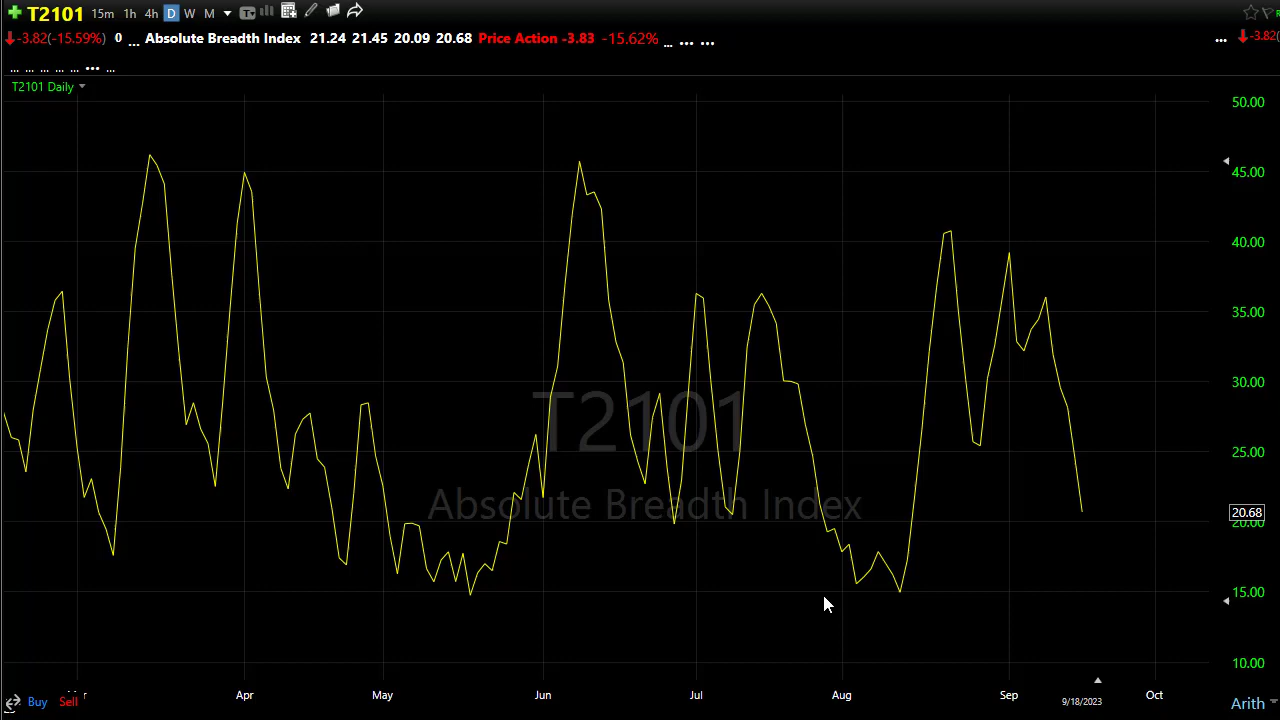 T2101 15m 1h 4h D W M
-3.82(-15.59%) 0 ... Absolute Breadth Index 21.24 21.45 20.09 20.68 Price Action -3.83 -15.62% ... ... ... ... -3.82(
... ... ... ... ... ... ...
T2101 Daily
50.00
45.00
40.00
35.00
30.00
25.00
20.68
20.00
15.00
10.00
T2101
Absolute Breadth Index
Apr May Jun Jul Aug Sep Oct
9/18/2023
Buy Sell
Arith